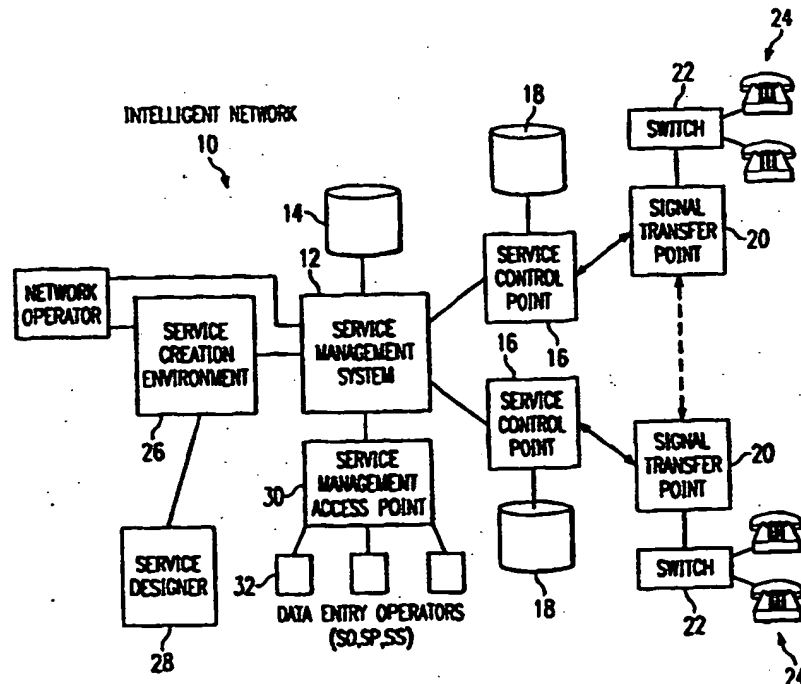 24
22
18
INTELLIGENT NETWORK
10
SWITCH
14
SIGNAL
TRANSFER
POINT
20
12
SERVICE
CONTROL
POINT
16
NETWORK
OPERATOR
SERVICE
CREATION
ENVIRONMENT
26
SERVICE
MANAGEMENT
SYSTEM
16
SERVICE
CONTROL
POINT
SIGNAL
TRANSFER
POINT
20
30
SERVICE
MANAGEMENT
ACCESS POINT
SERVICE
DESIGNER
28
32
DATA ENTRY OPERATORS
(SO,SP,SS)
18
SWITCH
22
24